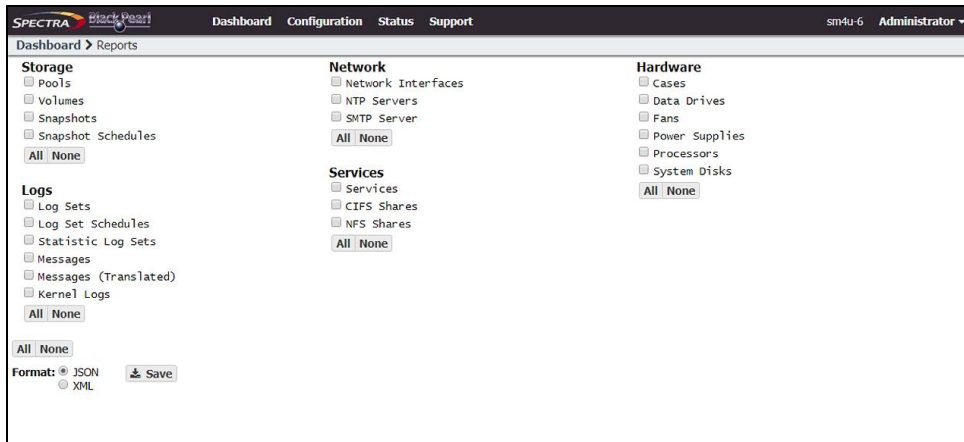 SPECTRA BlackPearl Dashboard Configuration Status Support sm4u-6 Administrator
Dashboard > Reports
Storage
Pools
Volumes
Snapshots
Snapshot Schedules
All None
Logs
Log Sets
Log Set Schedules
Statistic Log Sets
Messages
Messages (Translated)
Kernel Logs
All None
Network
Network Interfaces
NTP Servers
SMTP Server
All None
Services
Services
CIFS Shares
NFS Shares
All None
Hardware
Cases
Data Drives
Fans
Power Supplies
Processors
System Disks
All None
All None
Format: JSON
XML
Save